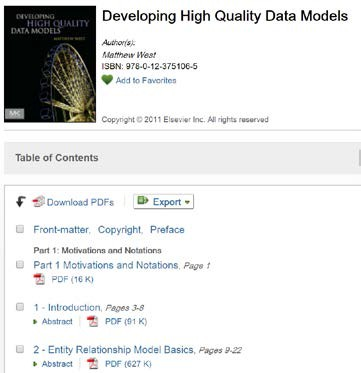 DEVELOPING
HIGH QUALITY
DATA MODELS
MATTHEW WEST
MK
Developing High Quality Data Models
Author(s):
Matthew West
ISBN: 978-0-12-375106-5
Add to Favorites
Copyright © 2011 Elsevier Inc. All rights reserved
Table of Contents
Download PDFs Export
Front-matter, Copyright, Preface
Part 1: Motivations and Notations
Part 1 Motivations and Notations, Page 1
PDF (16 K)
1 - Introduction, Pages 3-8
Abstract PDF (91 K)
2 - Entity Relationship Model Basics, Pages 9-22
Abstract PDF (627 K)